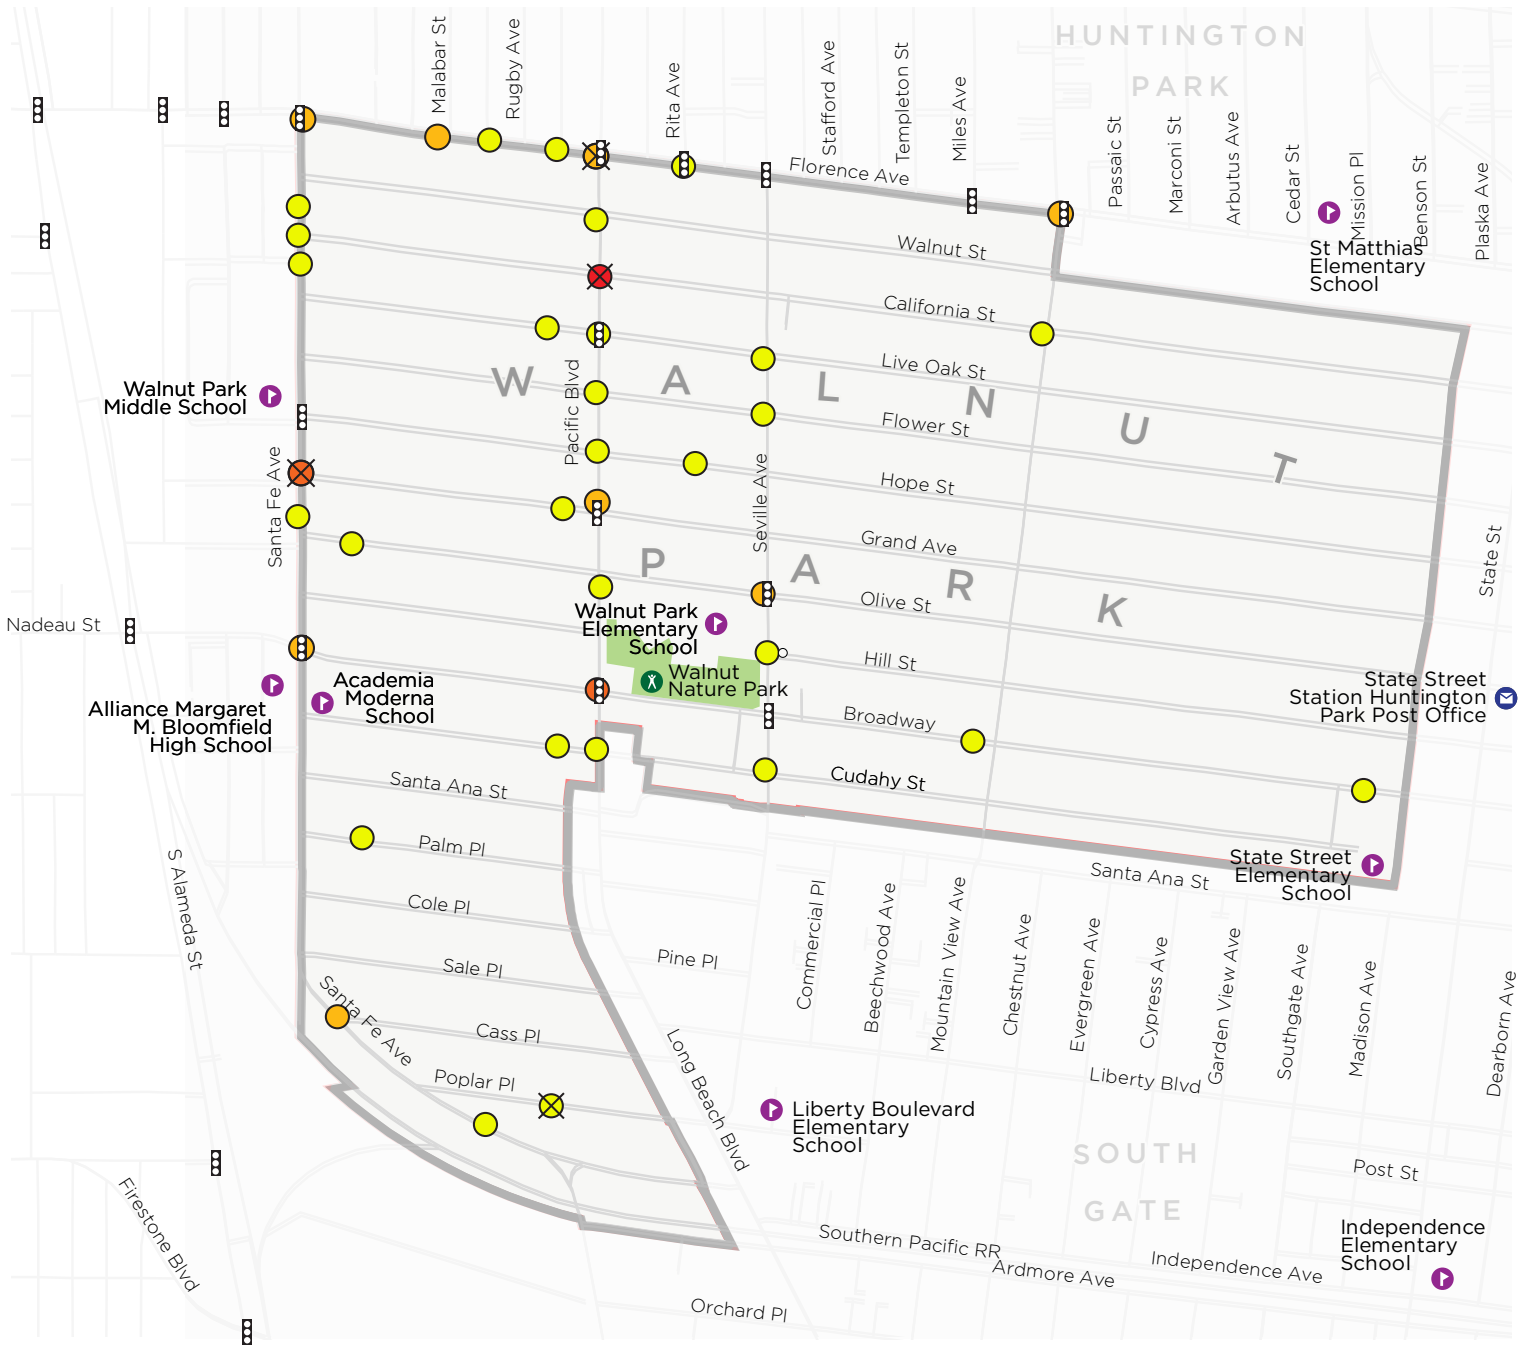 HUNTINGTON
PARK
Malabar St
Rugby Ave
Rita Ave
Stafford Ave
Templeton St
Miles Ave
Passaic St
Marconi St
Arbutus Ave
Cedar St
Mission Pl
Benson St
Plaska Ave
Florence Ave
St Matthias
Elementary
School
Walnut St
California St
Live Oak St
Flower St
Hope St
Grand Ave
Olive St
Hill St
Broadway
Cudahy St
WALNUT
PARK
Walnut Park
Middle School
Santa Fe Ave
Pacific Blvd
Seville Ave
State St
Nadeau St
Walnut Park
Elementary
School
Walnut
Nature Park
Academia
Moderna
School
Alliance Margaret
M. Bloomfield
High School
State Street
Station Huntington
Park Post Office
Santa Ana St
Palm Pl
Cole Pl
Sale Pl
Cass Pl
Poplar Pl
Santa Fe Ave
S Alameda St
State Street
Elementary
School
Santa Ana St
Pine Pl
Commercial Pl
Beechwood Ave
Mountain View Ave
Chestnut Ave
Evergreen Ave
Cypress Ave
Garden View Ave
Southgate Ave
Madison Ave
Dearborn Ave
Long Beach Blvd
Liberty Blvd
Liberty Boulevard
Elementary
School
SOUTH
GATE
Post St
Firestone Blvd
Southern Pacific RR
Ardmore Ave
Independence Ave
Independence
Elementary
School
Orchard Pl